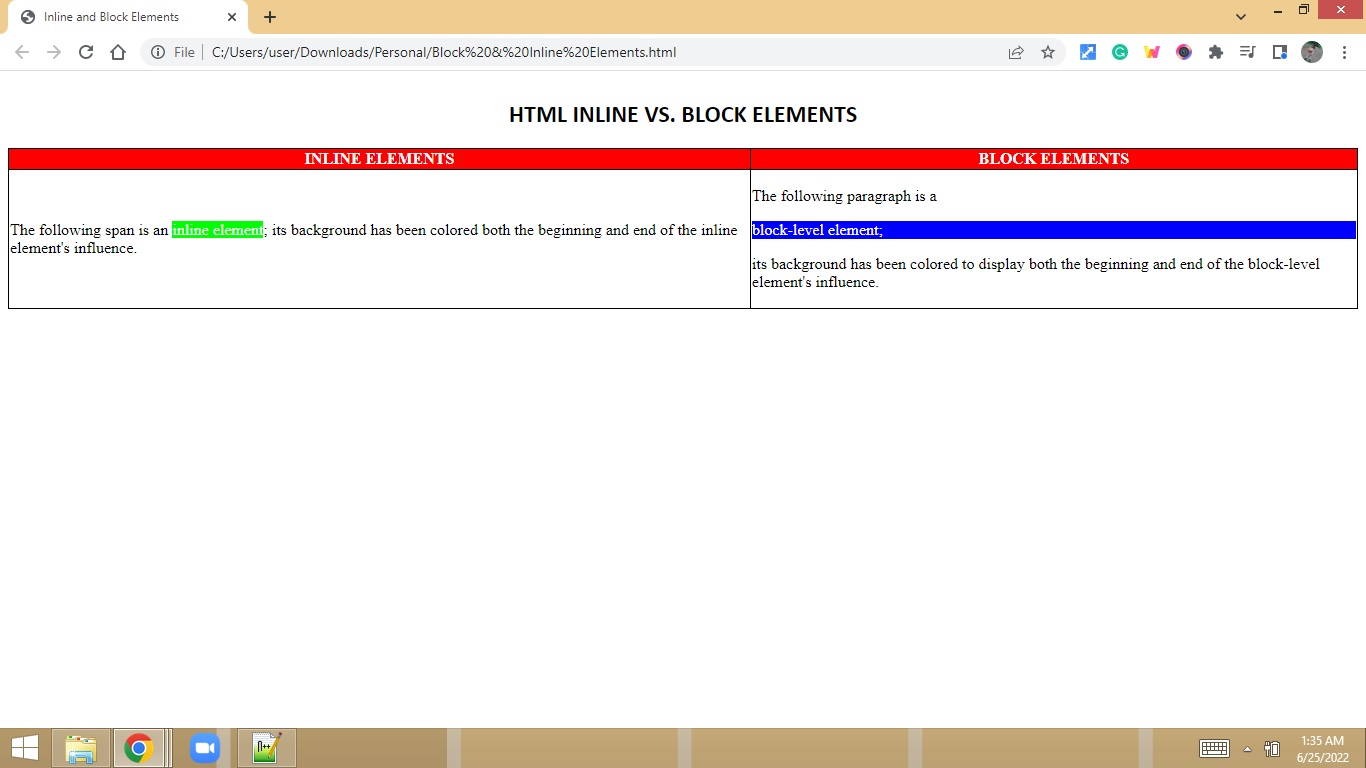 Inline and Block Elements
File
C:/Users/user/Downloads/Personal/Block%20&%20Inline%20Elements.html
HTML INLINE VS. BLOCK ELEMENTS
INLINE ELEMENTS
The following span is an inline element; its background has been colored both the beginning and end of the inline
element's influence.
BLOCK ELEMENTS
The following paragraph is a
block-level element;
its background has been colored to display both the beginning and end of the block-level
element's influence.
1:35 AM
6/25/2022